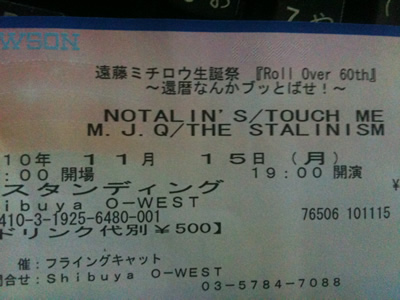 WSON
遠藤ミチロウ生誕祭 『Roll Over 60th』
～還暦なんかブッとばせ!～
NOTALIN'S/TOUCH ME
M.J.Q/THE STALINISM
10年 11月 15日 (月)
:00 開場 19:00 開演
スタンディング ¥
hibuya O-WEST
410-3-1925-6480-001 76506 101115
ドリンク代別¥500】
催:フライングキャット
問合せ:Shibuya O-WEST 03-5784-7088